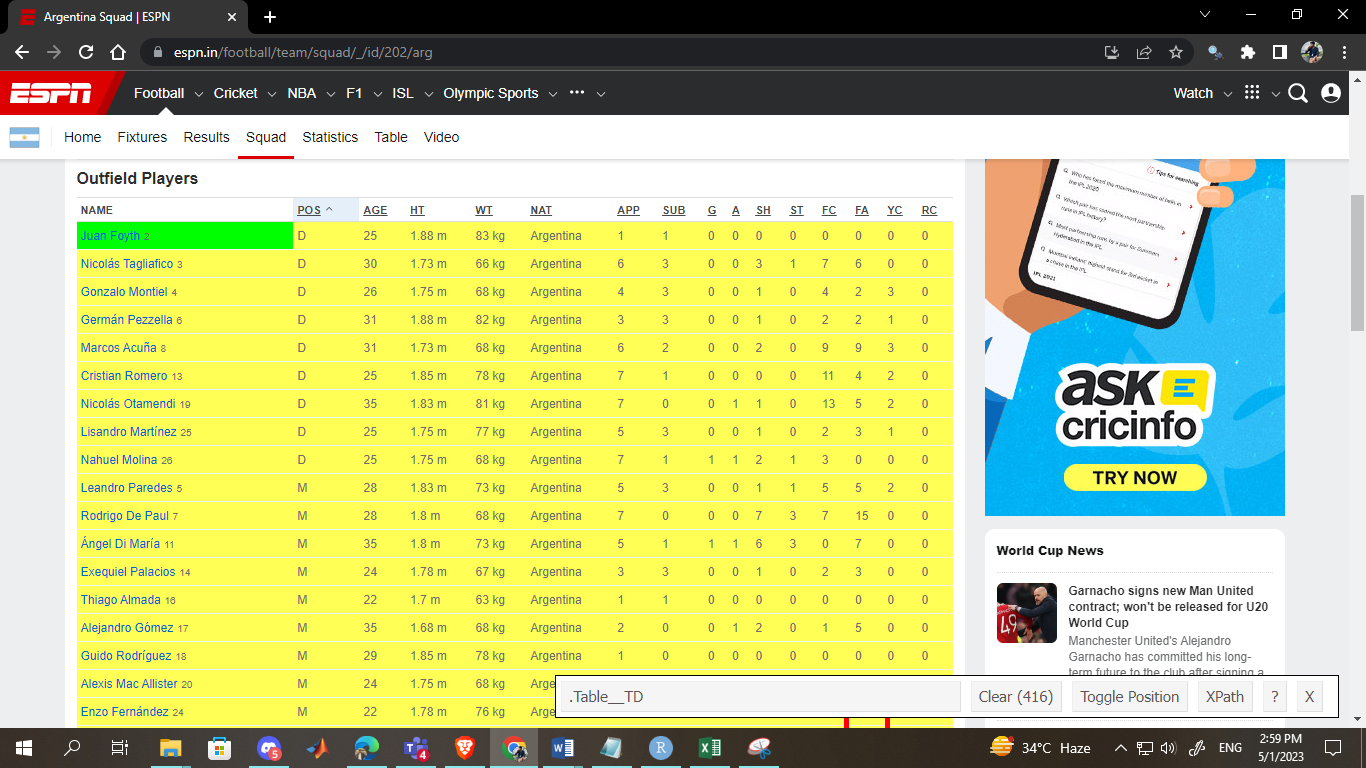 Argentina Squad | ESPN
espn.in/football/team/squad/_/id/202/arg
ESPN Football Cricket NBA F1 ISL Olympic Sports Watch
Home Fixtures Results Squad Statistics Table Video
Outfield Players
NAME POS AGE HT WT NAT APP SUB G A SH ST FC FA YC RC
Juan Foyth 2 D 25 1.88 m 83 kg Argentina 1 1 0 0 0 0 0 0 0 0
Nicolás Tagliafico 3 D 30 1.73 m 66 kg Argentina 6 3 0 0 3 1 7 6 0 0
Gonzalo Montiel 4 D 26 1.75 m 68 kg Argentina 4 3 0 0 1 0 4 2 3 0
Germán Pezzella 6 D 31 1.88 m 82 kg Argentina 3 3 0 0 1 0 2 2 1 0
Marcos Acuña 8 D 31 1.73 m 68 kg Argentina 6 2 0 0 2 0 9 9 3 0
Cristian Romero 13 D 25 1.85 m 78 kg Argentina 7 1 0 0 0 0 11 4 2 0
Nicolás Otamendi 19 D 35 1.83 m 81 kg Argentina 7 0 0 1 1 0 13 5 2 0
Lisandro Martínez 25 D 25 1.75 m 77 kg Argentina 5 3 0 0 1 0 2 3 1 0
Nahuel Molina 26 D 25 1.75 m 68 kg Argentina 7 1 1 1 2 1 3 0 0 0
Leandro Paredes 5 M 28 1.83 m 73 kg Argentina 5 3 0 0 1 1 5 5 2 0
Rodrigo De Paul 7 M 28 1.8 m 68 kg Argentina 7 0 0 0 7 3 7 15 0 0
Ángel Di María 11 M 35 1.8 m 73 kg Argentina 5 1 1 1 6 3 0 7 0 0
Exequiel Palacios 14 M 24 1.78 m 67 kg Argentina 3 3 0 0 1 0 2 3 0 0
Thiago Almada 16 M 22 1.7 m 63 kg Argentina 1 1 0 0 0 0 0 0 0 0
Alejandro Gómez 17 M 35 1.68 m 68 kg Argentina 2 0 0 1 2 0 1 5 0 0
Guido Rodríguez 18 M 29 1.85 m 78 kg Argentina 1 0 0 0 0 0 0 0 0 0
Alexis Mac Allister 20 M 24 1.75 m 68 kg Arge
Enzo Fernández 24 M 22 1.78 m 76 kg Arge
.Table__TD Clear (416) Toggle Position XPath ? X
Tips for searching
Who has faced the maximum number of balls in
the IPL 2020
IPL 2021
ASK
cricinfo
TRY NOW
World Cup News
Garnacho signs new Man United
contract; won't be released for U20
World Cup
Manchester United's Alejandro
Garnacho has committed his long-
term future to the club after signing a
49
5
4
34°C Haze
ENG
2:59 PM
5/1/2023